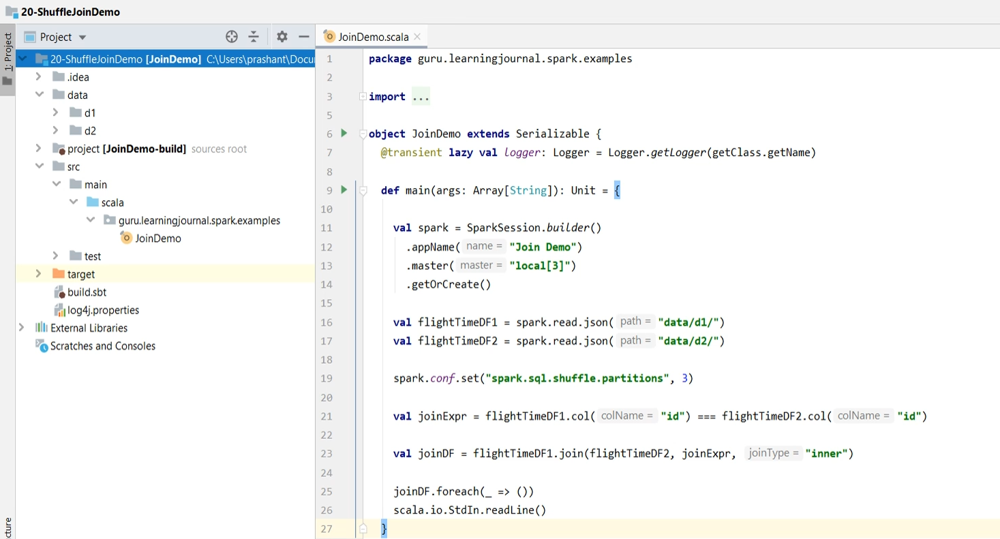 20-ShuffleJoinDemo
1: Project
Project
20-ShuffleJoinDemo [JoinDemo] C:\Users\prashant\Docu
.idea
data
d1
d2
project [JoinDemo-build] sources root
src
main
scala
guru.learningjournal.spark.examples
JoinDemo
test
target
build.sbt
log4j.properties
External Libraries
Scratches and Consoles
cture
JoinDemo.scala
1 package guru.learningjournal.spark.examples
2
3 import ...
5
6 object JoinDemo extends Serializable {
7 @transient lazy val logger: Logger = Logger.getLogger(getClass.getName)
8
9 def main(args: Array[String]): Unit = {
10
11 val spark = SparkSession.builder()
12 .appName( name = "Join Demo")
13 .master( master = "local[3]")
14 .getOrCreate()
15
16 val flightTimeDF1 = spark.read.json( path = "data/d1/")
17 val flightTimeDF2 = spark.read.json( path = "data/d2/")
18
19 spark.conf.set("spark.sql.shuffle.partitions", 3)
20
21 val joinExpr = flightTimeDF1.col( colName = "id") === flightTimeDF2.col( colName = "id")
22
23 val joinDF = flightTimeDF1.join(flightTimeDF2, joinExpr, joinType = "inner")
24
25 joinDF.foreach(_ => ())
26 scala.io.StdIn.readLine()
27 }